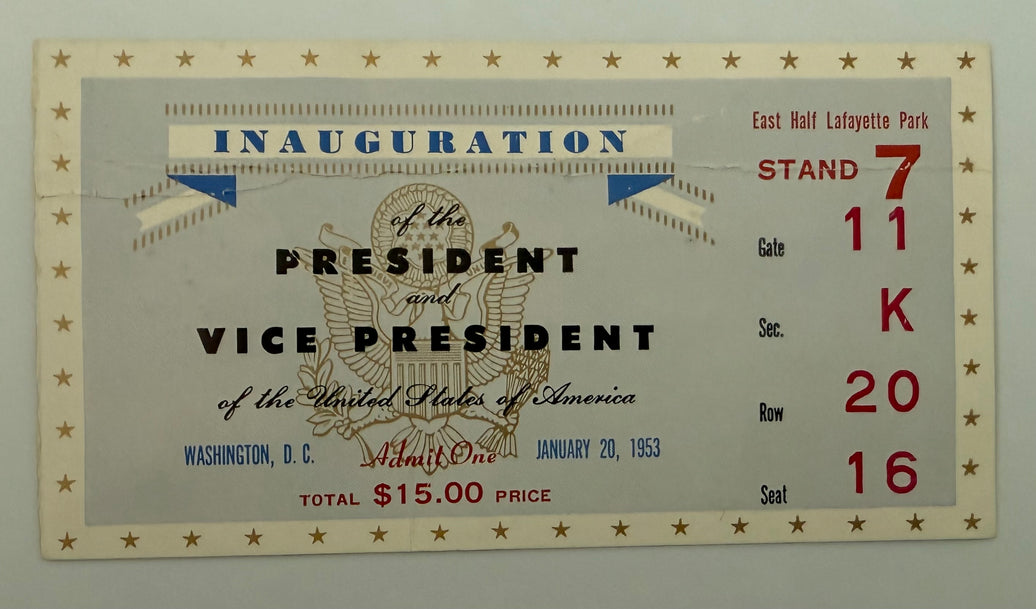 INAUGURATION
of the
PRESIDENT
and
VICE PRESIDENT
of the United States of America
WASHINGTON, D. C. Admit One JANUARY 20, 1953
TOTAL $15.00 PRICE
East Half Lafayette Park
STAND 7
Gate 11
Sec. K
Row 20
Seat 16